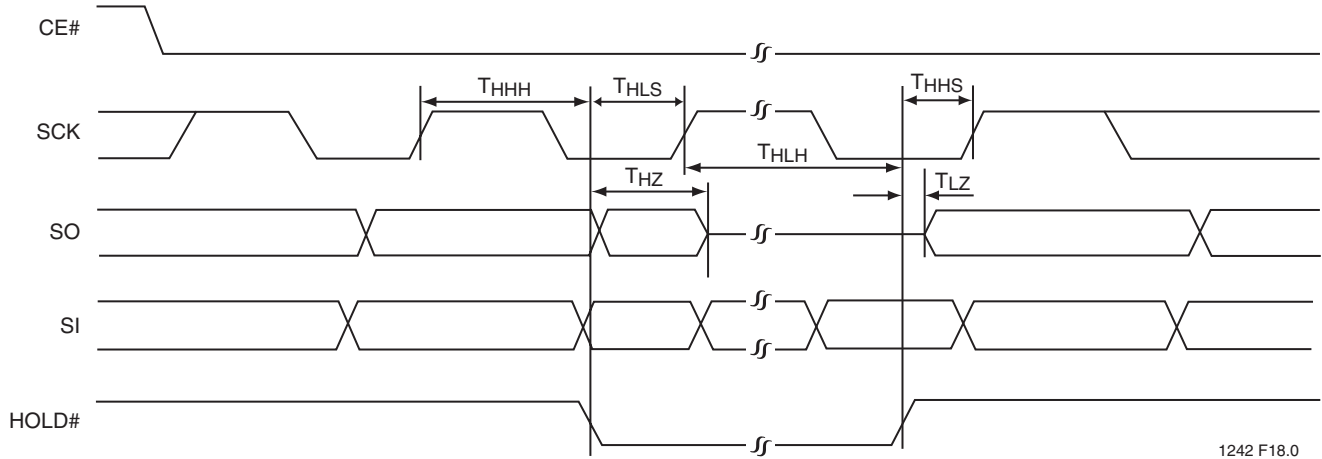 CE#
THHH
THLS
THHS
SCK
THLH
THZ
TLZ
SO
SI
HOLD#
1242 F18.0